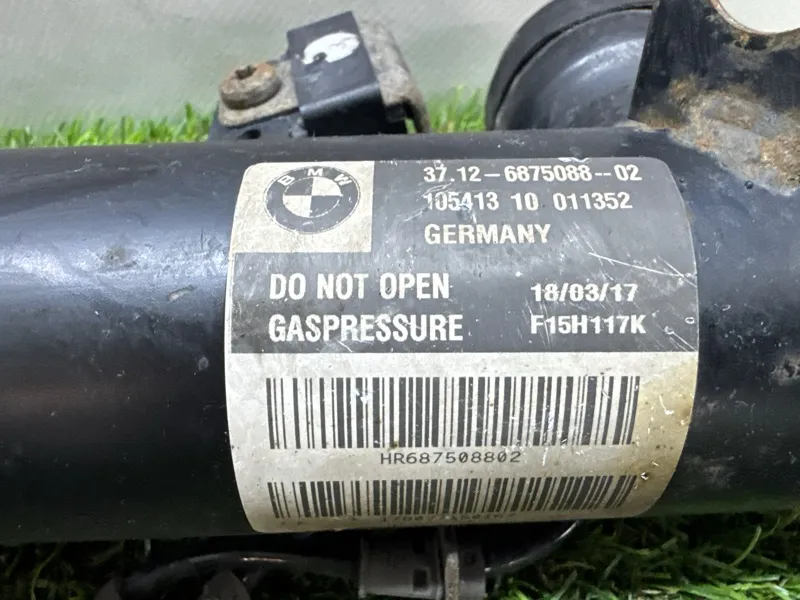 BMW
37.12-6875088--02
105413 10 011352
GERMANY
DO NOT OPEN
18/03/17
GASPRESSURE
F15H117K
HR687508802